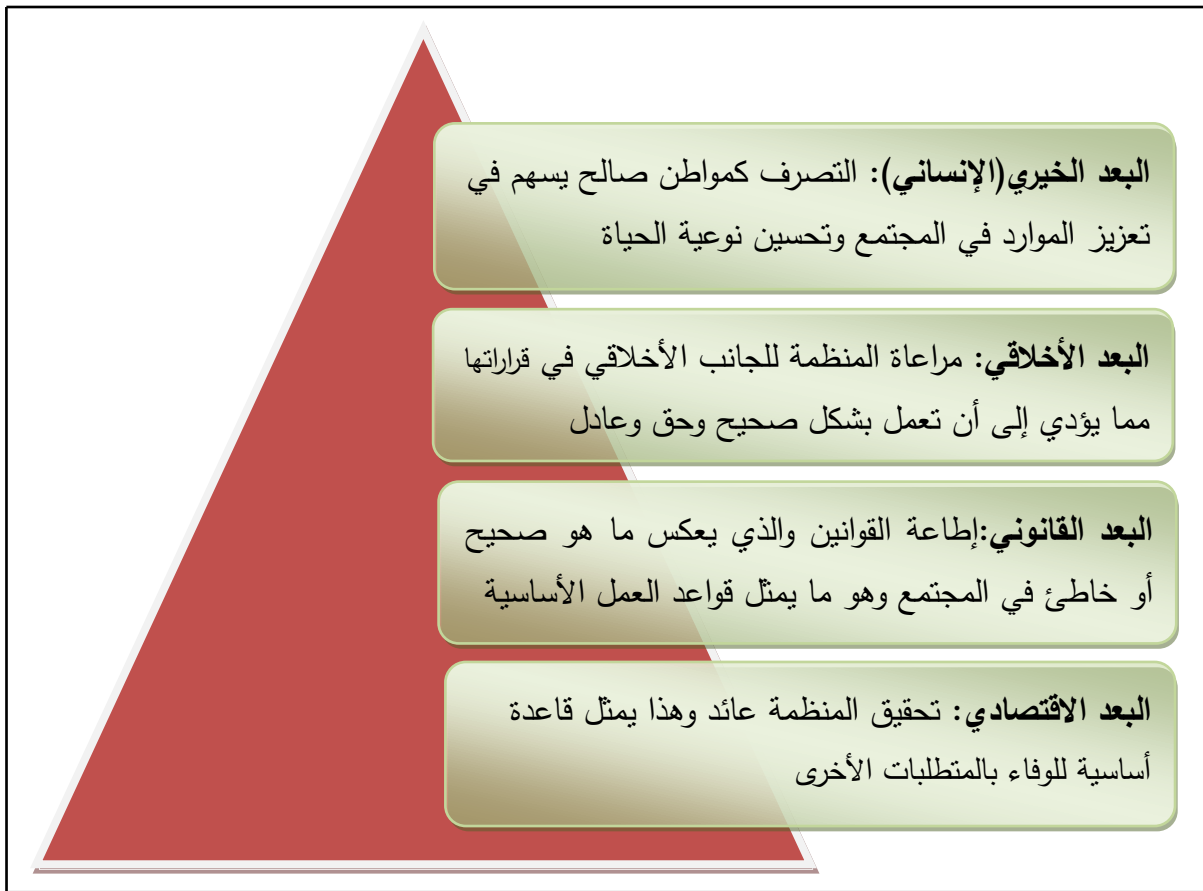 البعد الخيري(الإنساني): التصرف كمواطن صالح يسهم في
تعزيز الموارد في المجتمع وتحسين نوعية الحياة
البعد الأخلاقي: مراعاة المنظمة للجانب الأخلاقي في قراراتها
مما يؤدي إلى أن تعمل بشكل صحيح وحق وعادل
البعد القانوني:إطاعة القوانين والذي يعكس ما هو صحيح
أو خاطئ في المجتمع وهو ما يمثل قواعد العمل الأساسية
البعد الاقتصادي: تحقيق المنظمة عائد وهذا يمثل قاعدة
أساسية للوفاء بالمتطلبات الأخرى